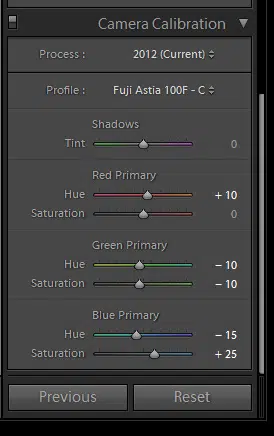 Camera Calibration
Process : 2012 (Current)
Profile : Fuji Astia 100F - C
Shadows
Tint 0
Red Primary
Hue + 10
Saturation 0
Green Primary
Hue − 10
Saturation − 10
Blue Primary
Hue − 15
Saturation + 25
Previous Reset